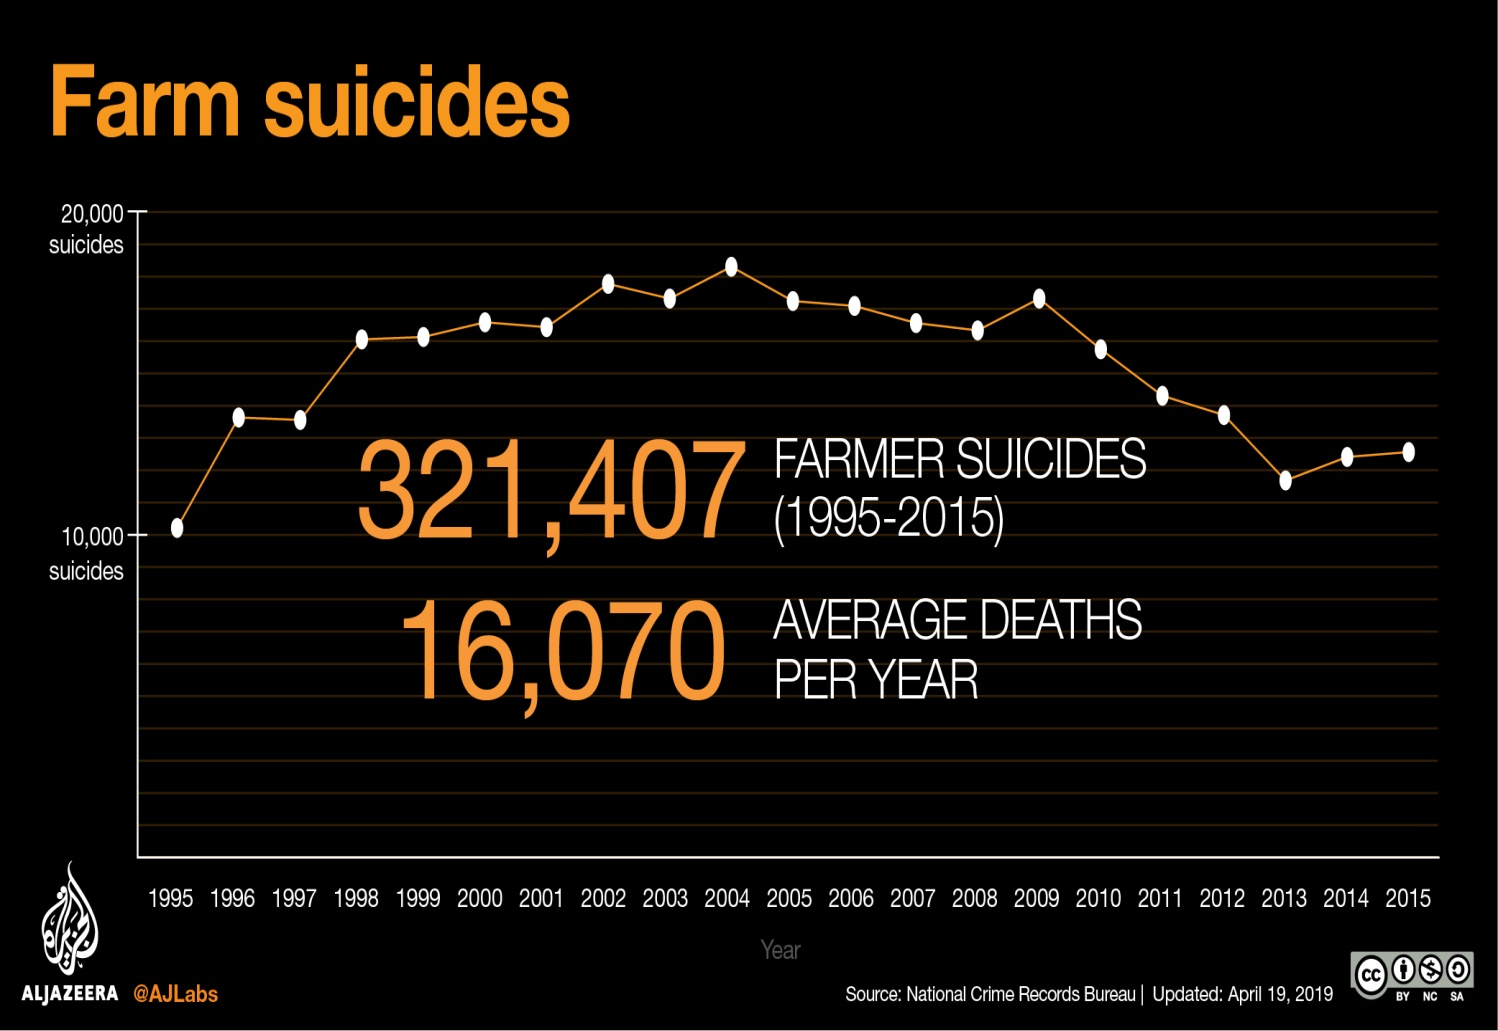 Farm suicides
20,000
suicides
10,000
suicides
321,407
FARMER SUICIDES
(1995-2015)
16,070
AVERAGE DEATHS
PER YEAR
1995 1996 1997 1998 1999 2000 2001 2002 2003 2004 2005 2006 2007 2008 2009 2010 2011 2012 2013 2014 2015
Year
الجزيرة
ALJAZEERA @AJLabs
Source: National Crime Records Bureau | Updated: April 19, 2019
cc
BY NC SA